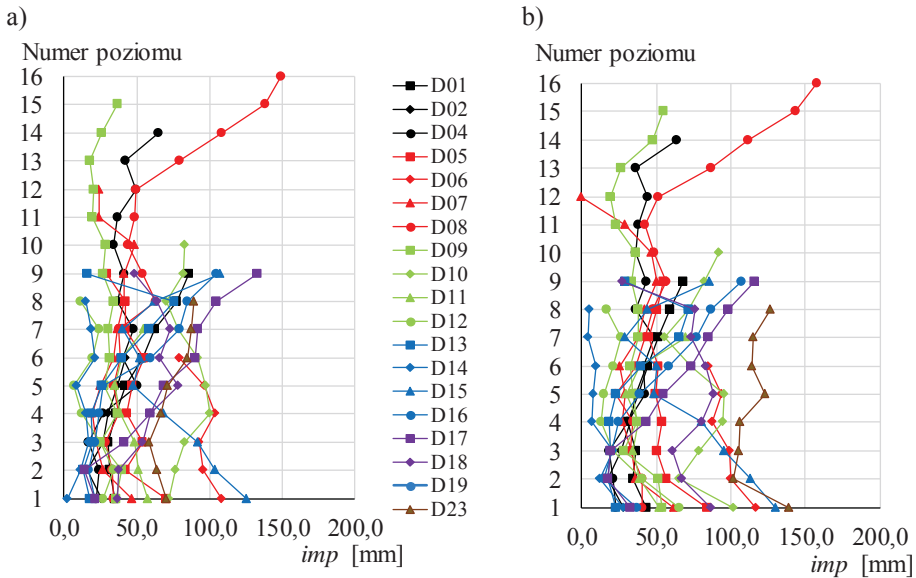 a)
Numer poziomu
16
15
14
13
12
11
10
9
8
7
6
5
4
3
2
1
0,0 50,0 100,0 150,0 200,0
imp [mm]
D01
D02
D04
D05
D06
D07
D08
D09
D10
D11
D12
D13
D14
D15
D16
D17
D18
D19
D23
b)
Numer poziomu
16
15
14
13
12
11
10
9
8
7
6
5
4
3
2
1
0,0 50,0 100,0 150,0 200,0
imp [mm]